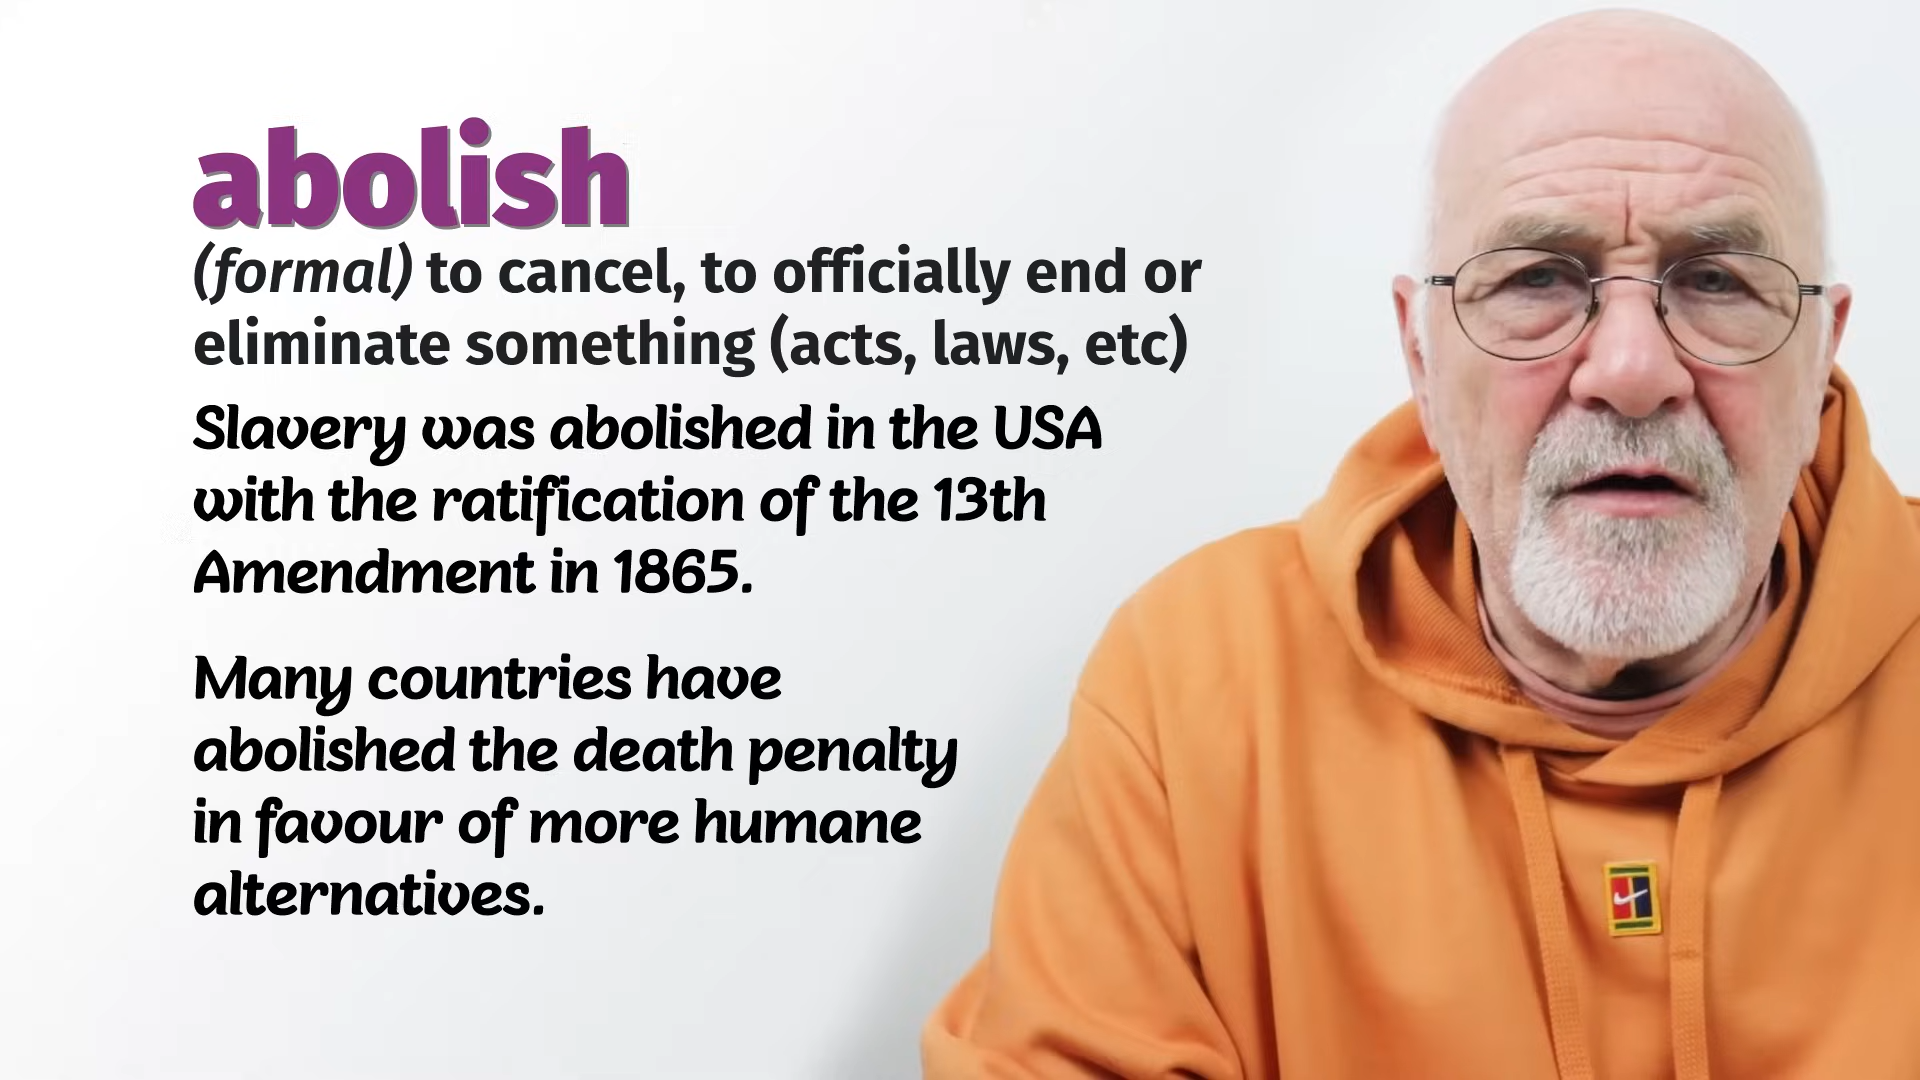 abolish
(formal) to cancel, to officially end or
eliminate something (acts, laws, etc)
Slavery was abolished in the USA
with the ratification of the 13th
Amendment in 1865.
Many countries have
abolished the death penalty
in favour of more humane
alternatives.